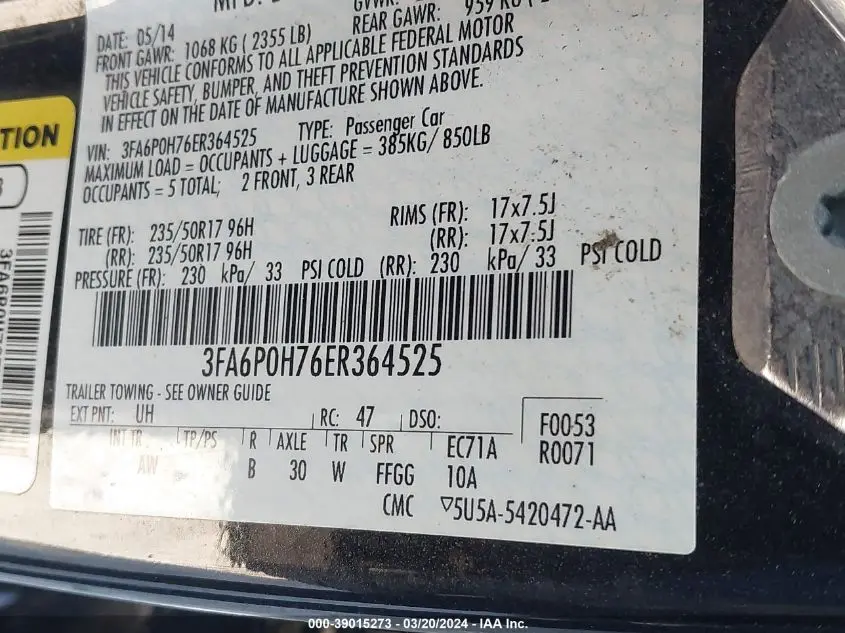 MFD.
GVWR:
DATE: 05/14
REAR GAWR: 959 KG
FRONT GAWR: 1068 KG ( 2355 LB)
THIS VEHICLE CONFORMS TO ALL APPLICABLE FEDERAL MOTOR
VEHICLE SAFETY, BUMPER, AND THEFT PREVENTION STANDARDS
IN EFFECT ON THE DATE OF MANUFACTURE SHOWN ABOVE.
VIN: 3FA6P0H76ER364525 TYPE: Passenger Car
MAXIMUM LOAD = OCCUPANTS + LUGGAGE = 385KG/ 850LB
OCCUPANTS = 5 TOTAL; 2 FRONT, 3 REAR
TIRE (FR): 235/50R17 96H RIMS (FR): 17x7.5J
(RR): 235/50R17 96H (RR): 17x7.5J
PRESSURE (FR): 230 kPa/ 33 PSI COLD (RR): 230 kPa/ 33 PSI COLD
3FA6P0H76ER364525
TRAILER TOWING - SEE OWNER GUIDE
EXT PNT: UH RC: 47 DSO: F0053
INT TR TP/PS R AXLE TR SPR EC71A R0071
AW B 30 W FFGG 10A
CMC ▽5U5A-5420472-AA
TION
3
000-39015273 - 03/20/2024 - IAA Inc.